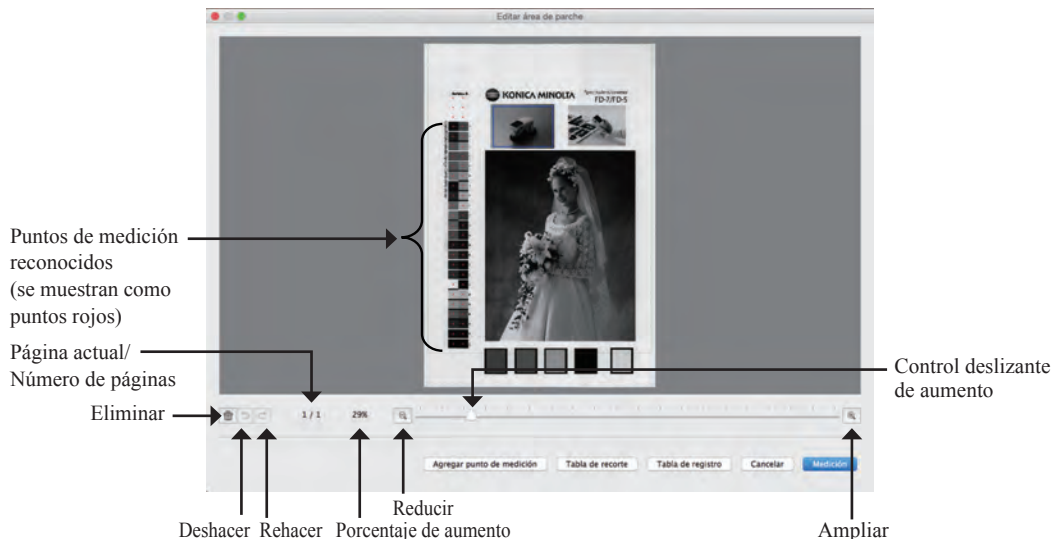 Editar área de parche
KONICA MINOLTA
FD-7/FD-5
Puntos de medición
reconocidos
(se muestran como
puntos rojos)
Página actual/
Número de páginas
Control deslizante
de aumento
Eliminar
1 / 1
29%
Agregar punto de medición
Tabla de recorte
Tabla de registro
Cancelar
Medición
Reducir
Deshacer
Rehacer
Porcentaje de aumento
Ampliar